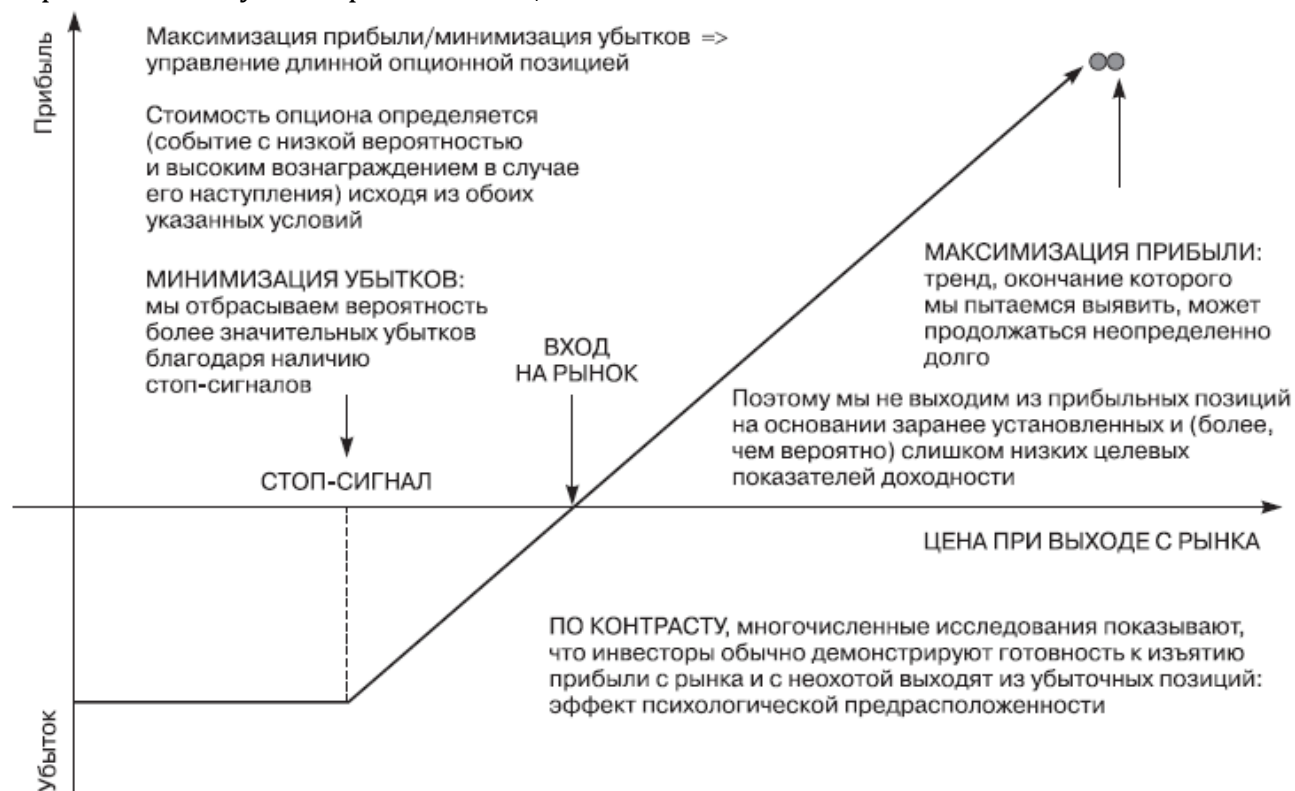 Прибыль
Максимизация прибыли/минимизация убытков =>
управление длинной опционной позицией
Стоимость опциона определяется
(событие с низкой вероятностью
и высоким вознаграждением в случае
его наступления) исходя из обоих
указанных условий
МИНИМИЗАЦИЯ УБЫТКОВ:
мы отбрасываем вероятность
более значительных убытков
благодаря наличию
стоп-сигналов
СТОП-СИГНАЛ
ВХОД
НА РЫНОК
МАКСИМИЗАЦИЯ ПРИБЫЛИ:
тренд, окончание которого
мы пытаемся выявить, может
продолжаться неопределенно
долго
Поэтому мы не выходим из прибыльных позиций
на основании заранее установленных и (более,
чем вероятно) слишком низких целевых
показателей доходности
ЦЕНА ПРИ ВЫХОДЕ С РЫНКА
ПО КОНТРАСТУ, многочисленные исследования показывают,
что инвесторы обычно демонстрируют готовность к изъятию
прибыли с рынка и с неохотой выходят из убыточных позиций:
эффект психологической предрасположенности
Убыток